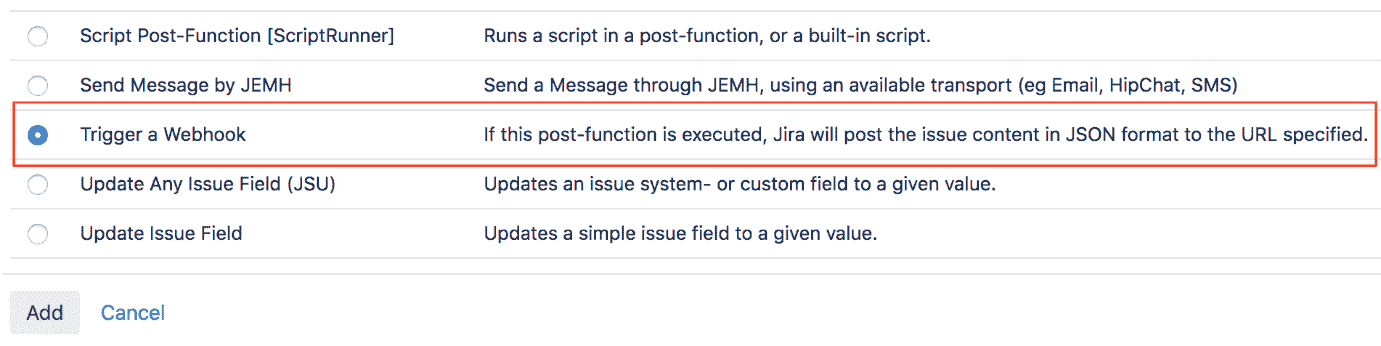 Script Post-Function [ScriptRunner] Runs a script in a post-function, or a built-in script.
Send Message by JEMH Send a Message through JEMH, using an available transport (eg Email, HipChat, SMS)
Trigger a Webhook If this post-function is executed, Jira will post the issue content in JSON format to the URL specified.
Update Any Issue Field (JSU) Updates an issue system- or custom field to a given value.
Update Issue Field Updates a simple issue field to a given value.
Add Cancel